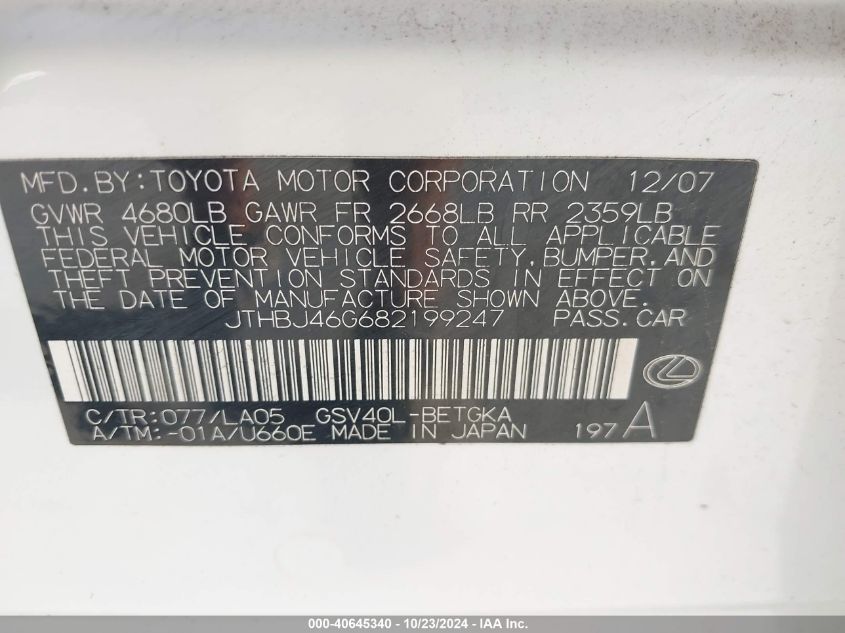 MFD.BY:TOYOTA MOTOR CORPORATION 12/07
GVWR 4680LB GAWR FR 2668LB RR 2359LB
THIS VEHICLE CONFORMS TO ALL APPLICABLE
FEDERAL MOTOR VEHICLE SAFETY,BUMPER,AND
THEFT PREVENTION STANDARDS IN EFFECT ON
THE DATE OF MANUFACTURE SHOWN ABOVE.
JTHBJ46G682199247 PASS.CAR
C/TR:077/LA05 GSV40L-BETGKA
A/TM:-01A/U660E MADE IN JAPAN 197A
000-40645340 - 10/23/2024 - IAA Inc.